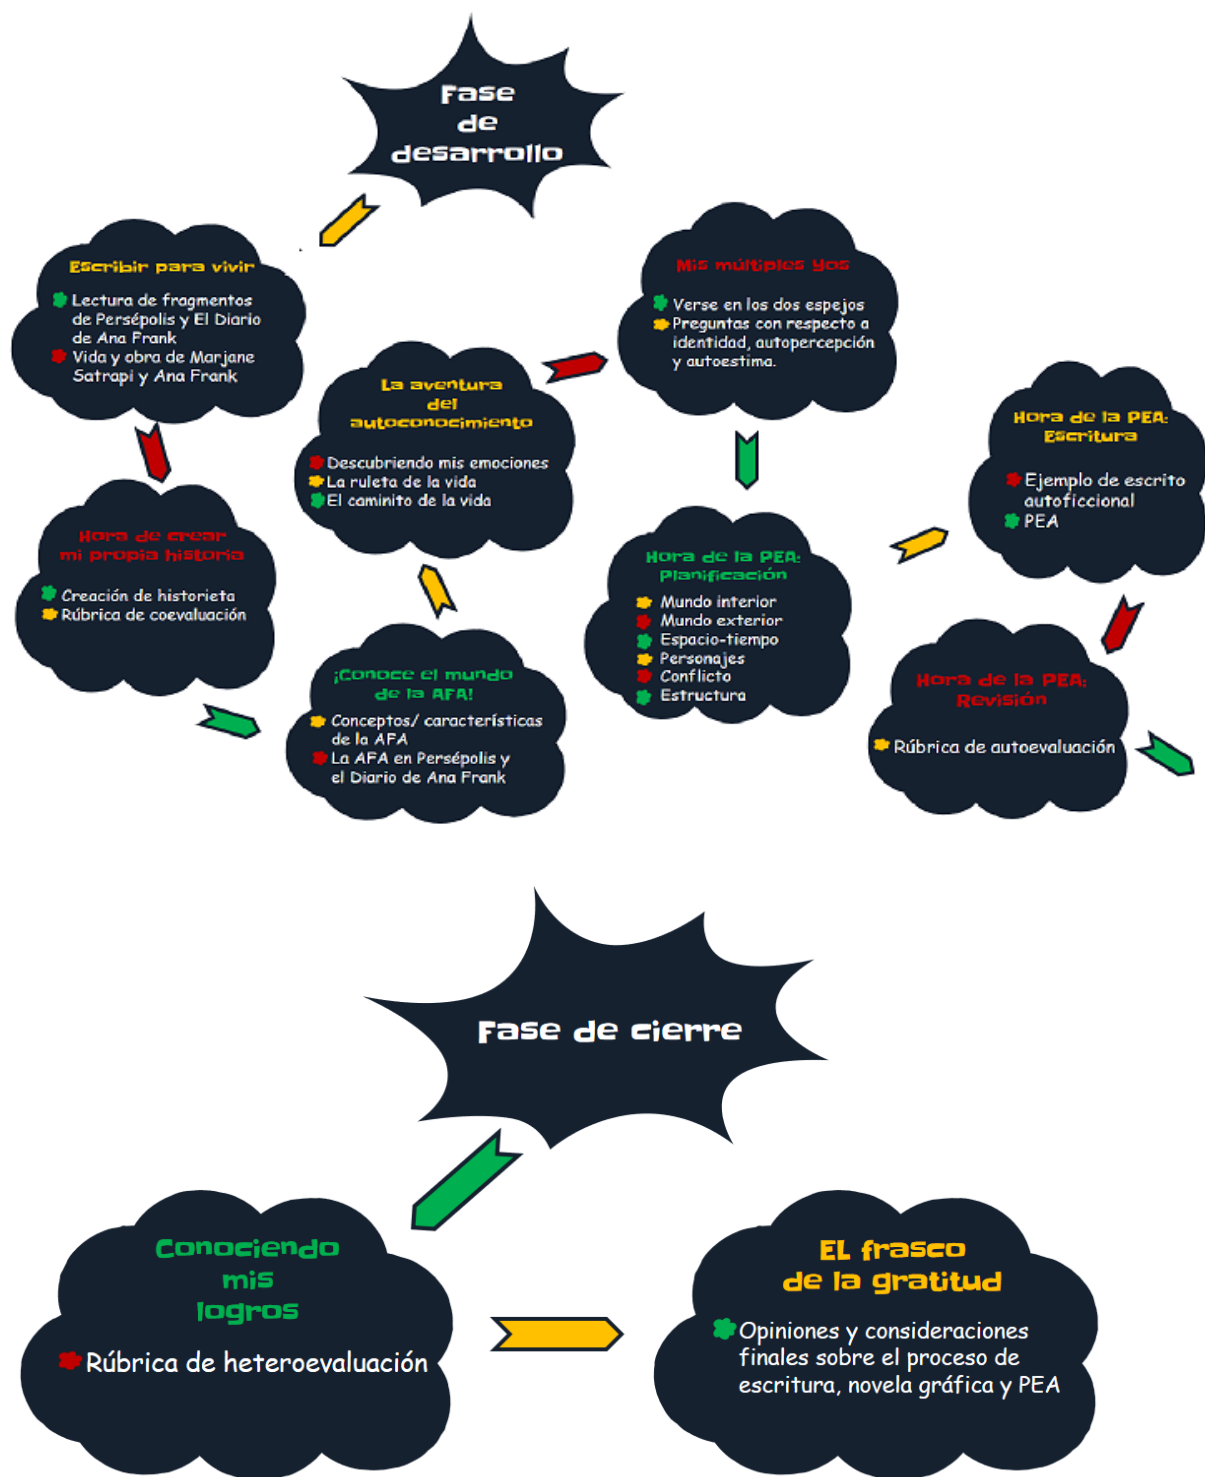 Fase
de
desarrollo
Escribir para vivir
Lectura de fragmentos
de Persépolis y El Diario
de Ana Frank
Vida y obra de Marjane
Satrapi y Ana Frank
Hora de crear
mi propia historia
Creación de historieta
Rúbrica de coevaluación
¡Conoce el mundo
de la AFA!
Conceptos/ características
de la AFA
La AFA en Persépolis y
el Diario de Ana Frank
La aventura
del
autoconocimiento
Descubriendo mis emociones
La ruleta de la vida
El caminito de la vida
Mis múltiples yos
Verse en los dos espejos
Preguntas con respecto a
identidad, autopercepción
y autoestima.
Hora de la PEA:
Planificación
Mundo interior
Mundo exterior
Espacio-tiempo
Personajes
Conflicto
Estructura
Hora de la PEA:
Escritura
Ejemplo de escrito
autoficcional
PEA
Hora de la PEA:
Revisión
Rúbrica de autoevaluación
Fase de cierre
Conociendo
mis
logros
Rúbrica de heteroevaluación
EL frasco
de la gratitud
Opiniones y consideraciones
finales sobre el proceso de
escritura, novela gráfica y PEA